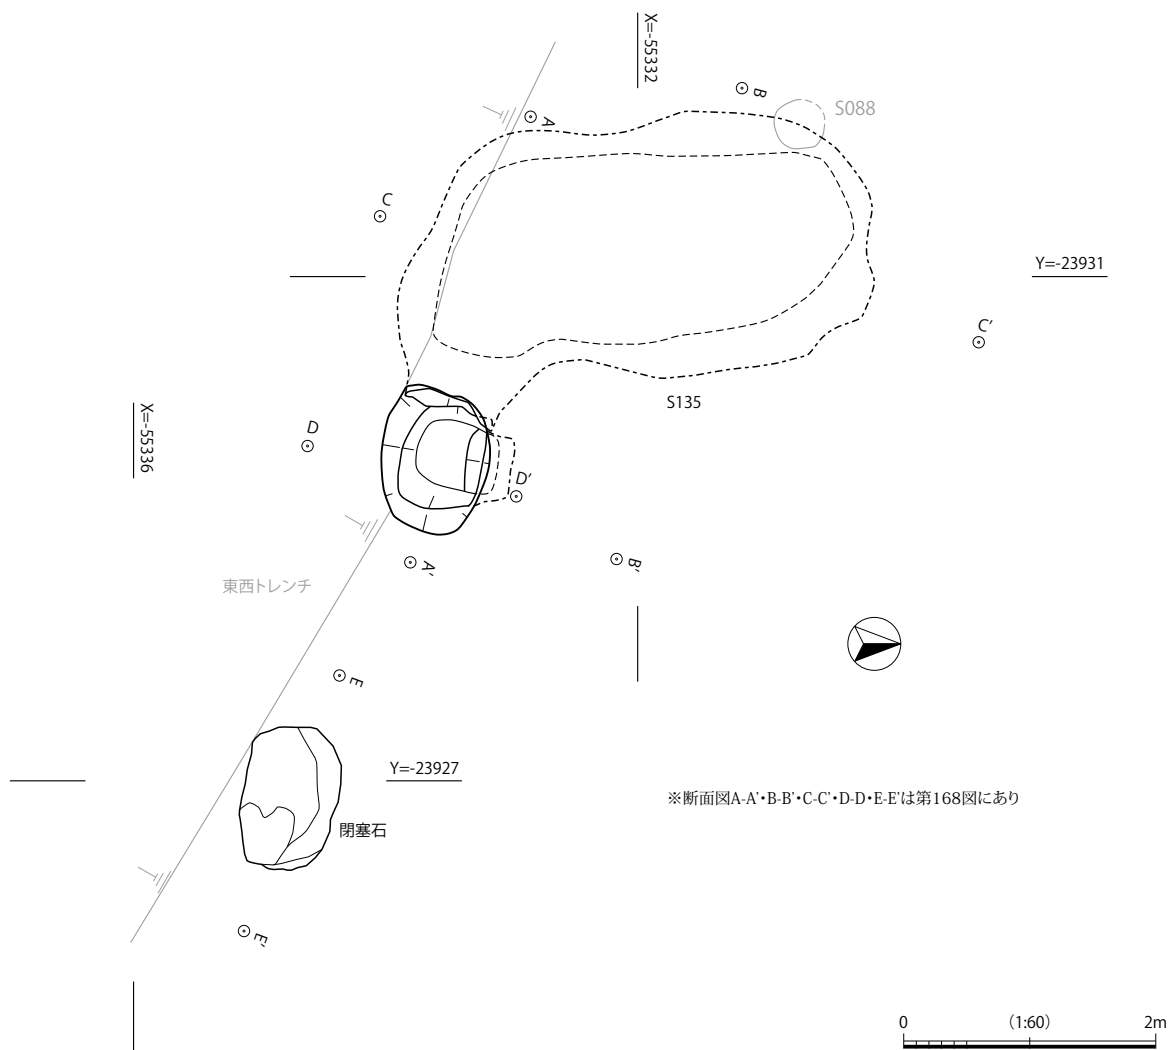 X=-55332
B
S088
A
C
Y=-23931
C'
S135
X=-55336
D
D'
A'
B'
東西トレンチ
E
Y=-23927
※断面図A-A'・B-B'・C-C'・D-D・E-E'は第168図にあり
閉塞石
E'
0 （1:60） 2m